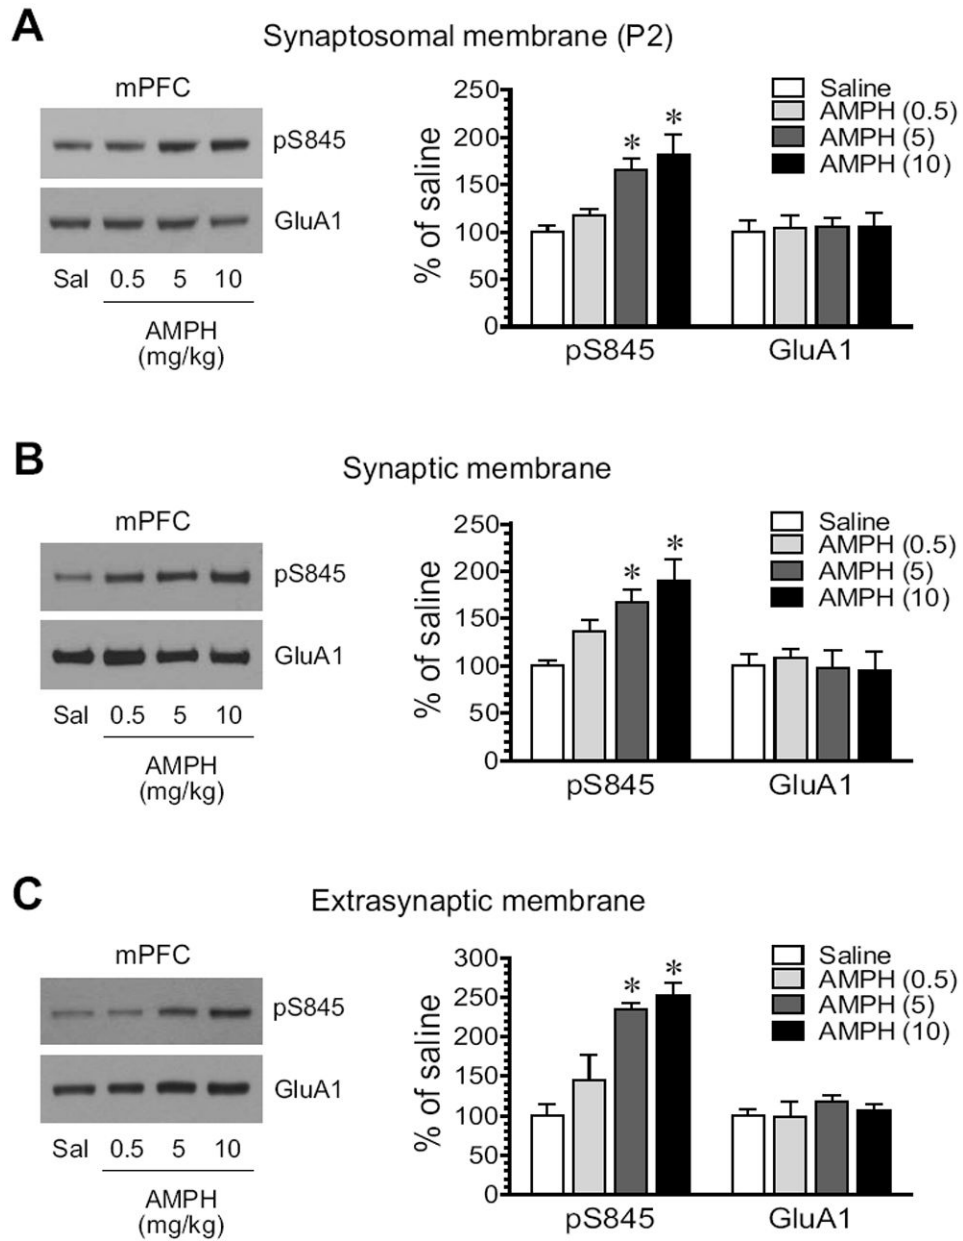 A
Synaptosomal membrane (P2)
mPFC
pS845
GluA1
Sal 0.5 5 10
AMPH
(mg/kg)
% of saline
250
200
150
100
50
0
* *
pS845 GluA1
Saline
AMPH (0.5)
AMPH (5)
AMPH (10)
B
Synaptic membrane
mPFC
pS845
GluA1
Sal 0.5 5 10
AMPH
(mg/kg)
% of saline
250
200
150
100
50
0
* *
pS845 GluA1
Saline
AMPH (0.5)
AMPH (5)
AMPH (10)
C
Extrasynaptic membrane
mPFC
pS845
GluA1
Sal 0.5 5 10
AMPH
(mg/kg)
% of saline
300
250
200
150
100
50
0
* *
pS845 GluA1
Saline
AMPH (0.5)
AMPH (5)
AMPH (10)